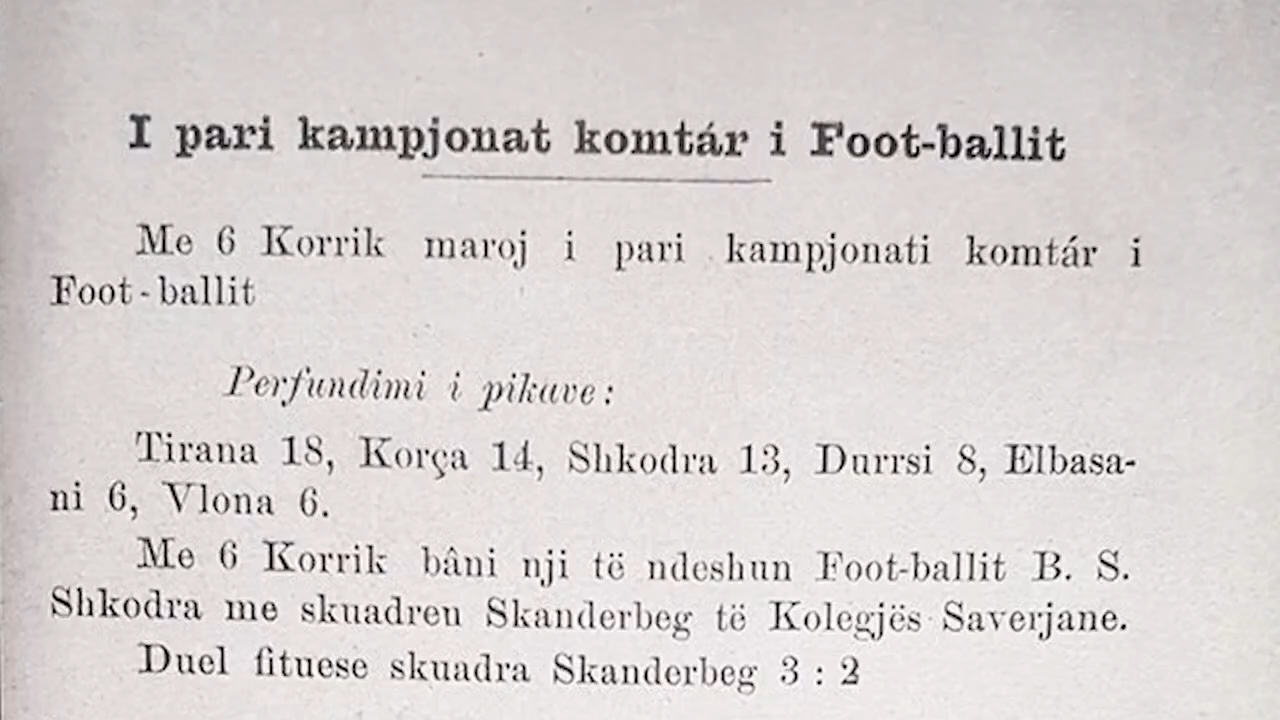 I pari kampjonat komtár i Foot-ballit
Me 6 Korrik maroj i pari kampjonati komtár i
Foot - ballit
Perfundimi i pikave :
Tirana 18, Korça 14, Shkodra 13, Durrsi 8, Elbasa-
ni 6, Vlona 6.
Me 6 Korrik bâni nji të ndeshun Foot-ballit B. S.
Shkodra me skuadren Skanderbeg të Kolegjës Saverjane.
Duel fituese skuadra Skanderbeg 3 : 2